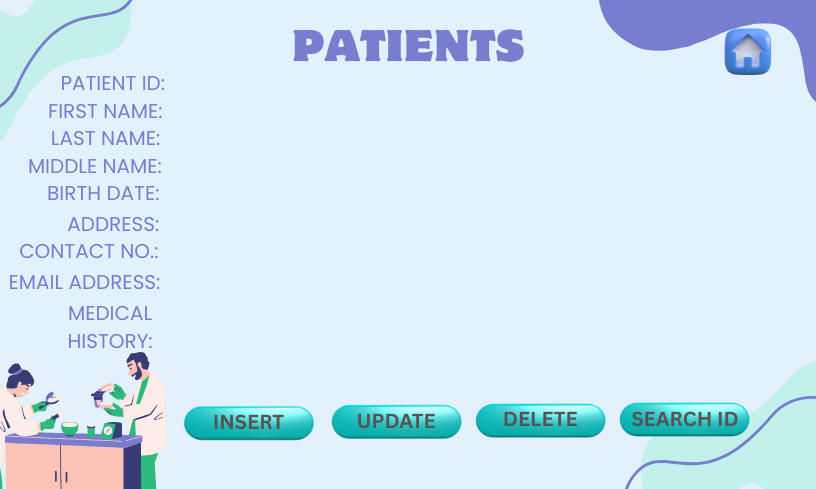 PATIENTS
PATIENT ID:
FIRST NAME:
LAST NAME:
MIDDLE NAME:
BIRTH DATE:
ADDRESS:
CONTACT NO.:
EMAIL ADDRESS:
MEDICAL
HISTORY:
INSERT
UPDATE
DELETE
SEARCH ID